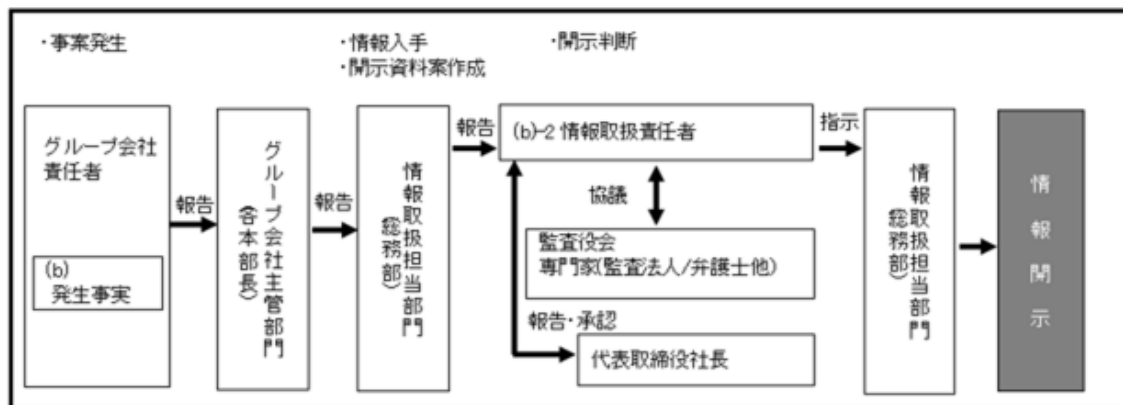 ・事案発生
・情報入手
・開示資料案作成
・開示判断
グループ会社
責任者
(b)
発生事実
報告
グループ会社主管部門
(各本部長)
報告
情報取扱担当部門
(総務部)
報告
(b)-2 情報取扱責任者
協議
監査役会
専門家(監査法人/弁護士他)
報告・承認
代表取締役社長
指示
情報取扱担当部門
(総務部)
情報開示